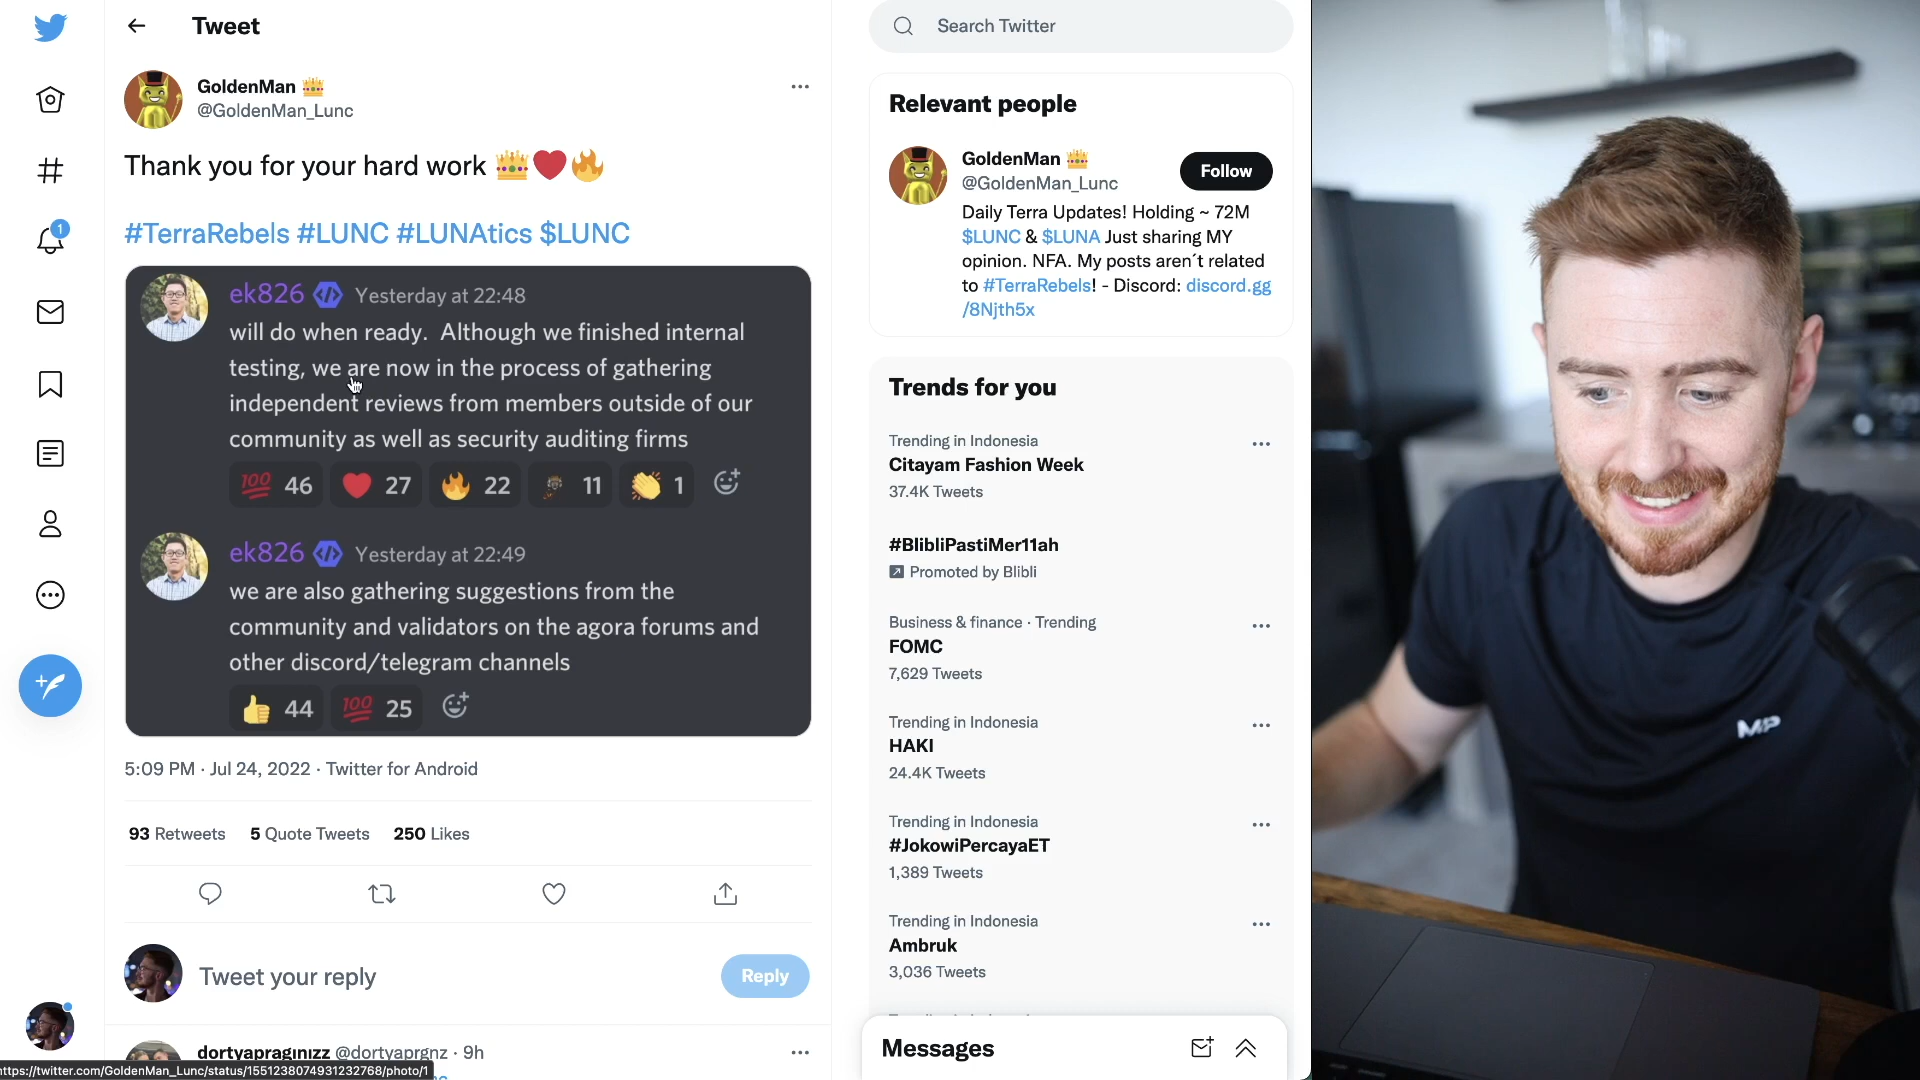 Tweet
GoldenMan
@GoldenMan_Lunc
Thank you for your hard work
#TerraRebels #LUNC #LUNAtics $LUNC
ek826 Yesterday at 22:48
will do when ready. Although we finished internal
testing, we are now in the process of gathering
independent reviews from members outside of our
community as well as security auditing firms
46 27 22 11 1
ek826 Yesterday at 22:49
we are also gathering suggestions from the
community and validators on the agora forums and
other discord/telegram channels
44 25
5:09 PM · Jul 24, 2022 · Twitter for Android
93 Retweets 5 Quote Tweets 250 Likes
Tweet your reply
Reply
dortyapragınızz @dortyaprgnz · 9h
https://twitter.com/GoldenMan_Lunc/status/1551238074931232768/photo/1
1
Search Twitter
Relevant people
GoldenMan
@GoldenMan_Lunc
Follow
Daily Terra Updates! Holding ~ 72M
$LUNC & $LUNA Just sharing MY
opinion. NFA. My posts aren´t related
to #TerraRebels! - Discord: discord.gg
/8Njth5x
Trends for you
Trending in Indonesia
Citayam Fashion Week
37.4K Tweets
#BlibliPastiMer11ah
Promoted by Blibli
Business & finance · Trending
FOMC
7,629 Tweets
Trending in Indonesia
HAKI
24.4K Tweets
Trending in Indonesia
#JokowiPercayaET
1,389 Tweets
Trending in Indonesia
Ambruk
3,036 Tweets
Messages
MP